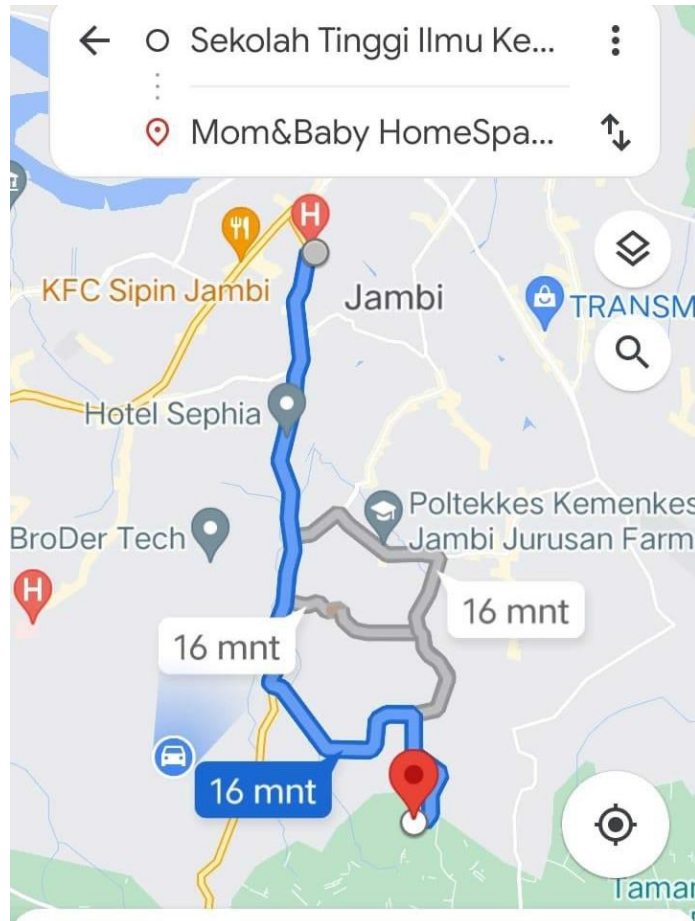 Sekolah Tinggi Ilmu Ke...
Mom&Baby HomeSpa...
H
KFC Sipin Jambi
Jambi
TRANSM
Hotel Sephia
Poltekkes Kemenkes
Jambi Jurusan Farm
BroDer Tech
H
16 mnt
16 mnt
16 mnt
Taman